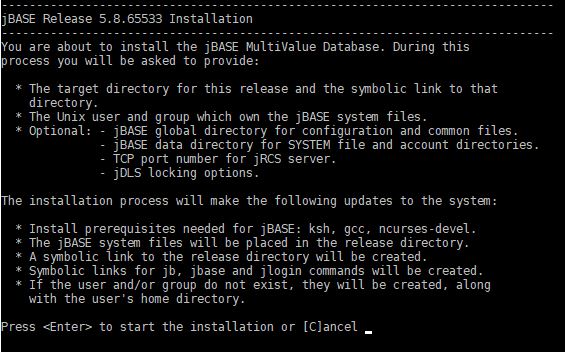 jBASE Release 5.8.65533 Installation
You are about to install the jBASE MultiValue Database. During this
process you will be asked to provide:
* The target directory for this release and the symbolic link to that
directory.
* The Unix user and group which own the jBASE system files.
* Optional: - jBASE global directory for configuration and common files.
- jBASE data directory for SYSTEM file and account directories.
- TCP port number for jRCS server.
- jDLS locking options.
The installation process will make the following updates to the system:
* Install prerequisites needed for jBASE: ksh, gcc, ncurses-devel.
* The jBASE system files will be placed in the release directory.
* A symbolic link to the release directory will be created.
* Symbolic links for jb, jbase and jlogin commands will be created.
* If the user and/or group do not exist, they will be created, along
with the user's home directory.
Press <Enter> to start the installation or [C]ancel